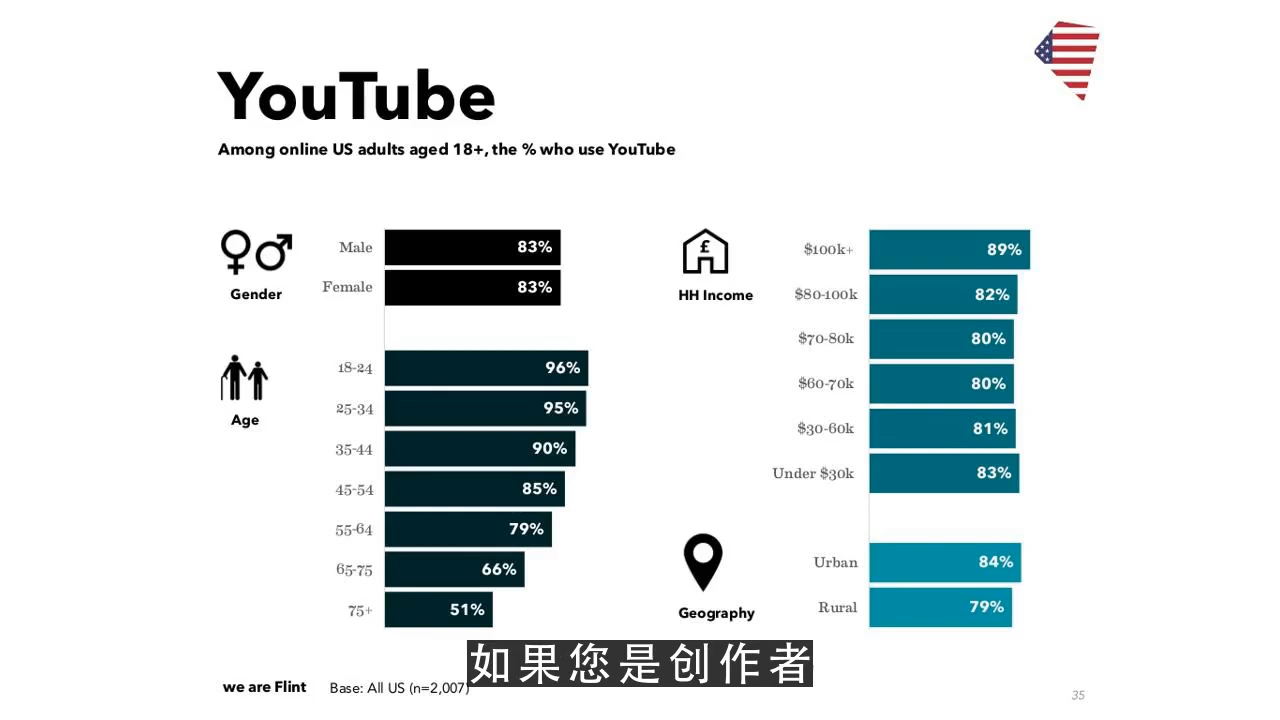 YouTube
Among online US adults aged 18+, the % who use YouTube
Gender
Male 83%
Female 83%
Age
18-24 96%
25-34 95%
35-44 90%
45-54 85%
55-64 79%
65-75 66%
75+ 51%
£
HH Income
$100k+ 89%
$80-100k 82%
$70-80k 80%
$60-70k 80%
$30-60k 81%
Under $30k 83%
Geography
Urban 84%
Rural 79%
如果您是创作者
we are Flint
Base: All US (n=2,007)
35